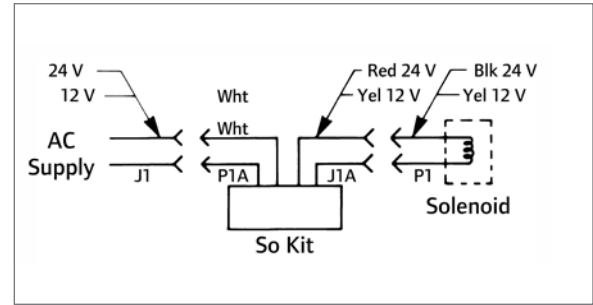 24 V
12 V
Wht
Wht
Red 24 V
Yel 12 V
Blk 24 V
Yel 12 V
AC
Supply
J1
P1A
J1A
P1
Solenoid
So Kit